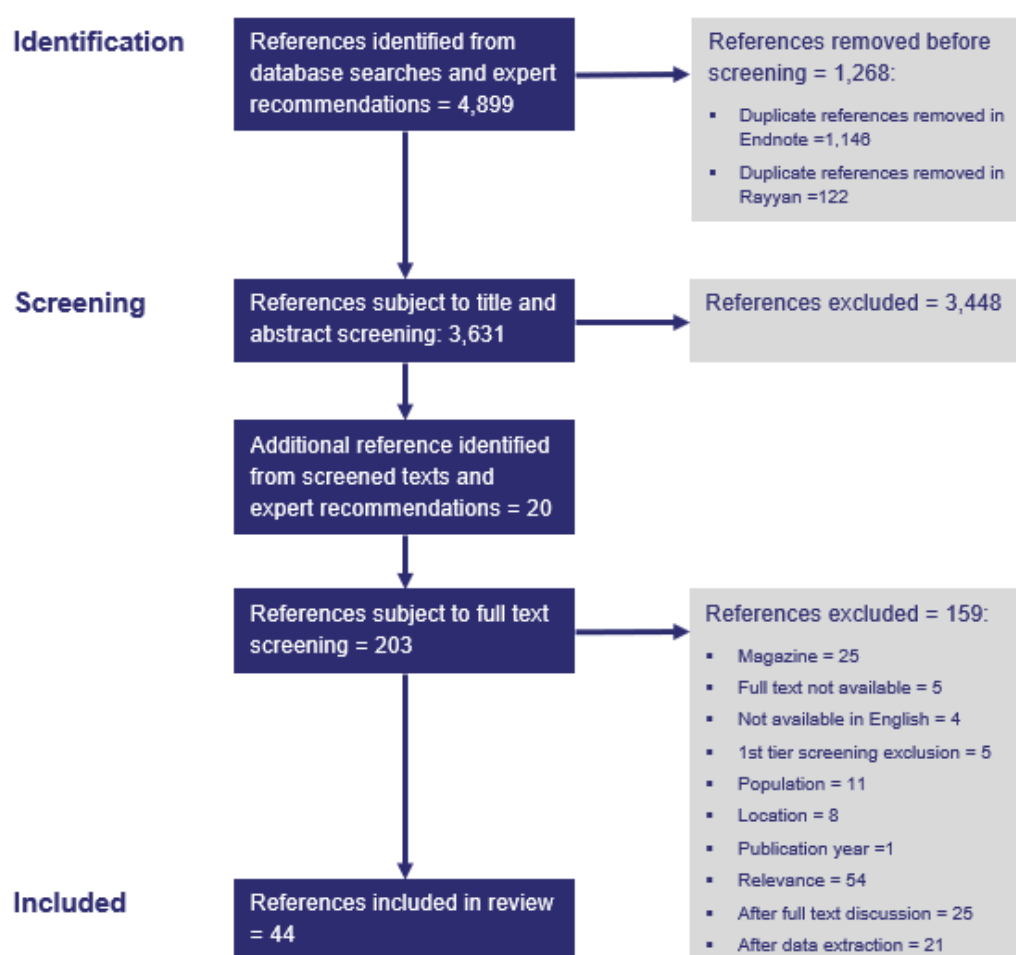 Identification
References identified from
database searches and expert
recommendations = 4,899
References removed before
screening = 1,268:
▪ Duplicate references removed in
Endnote =1,146
▪ Duplicate references removed in
Rayyan =122
Screening
References subject to title and
abstract screening: 3,631
References excluded = 3,448
Additional reference identified
from screened texts and
expert recommendations = 20
References subject to full text
screening = 203
References excluded = 159:
▪ Magazine = 25
▪ Full text not available = 5
▪ Not available in English = 4
▪ 1st tier screening exclusion = 5
▪ Population = 11
▪ Location = 8
▪ Publication year =1
▪ Relevance = 54
▪ After full text discussion = 25
▪ After data extraction = 21
Included
References included in review
= 44